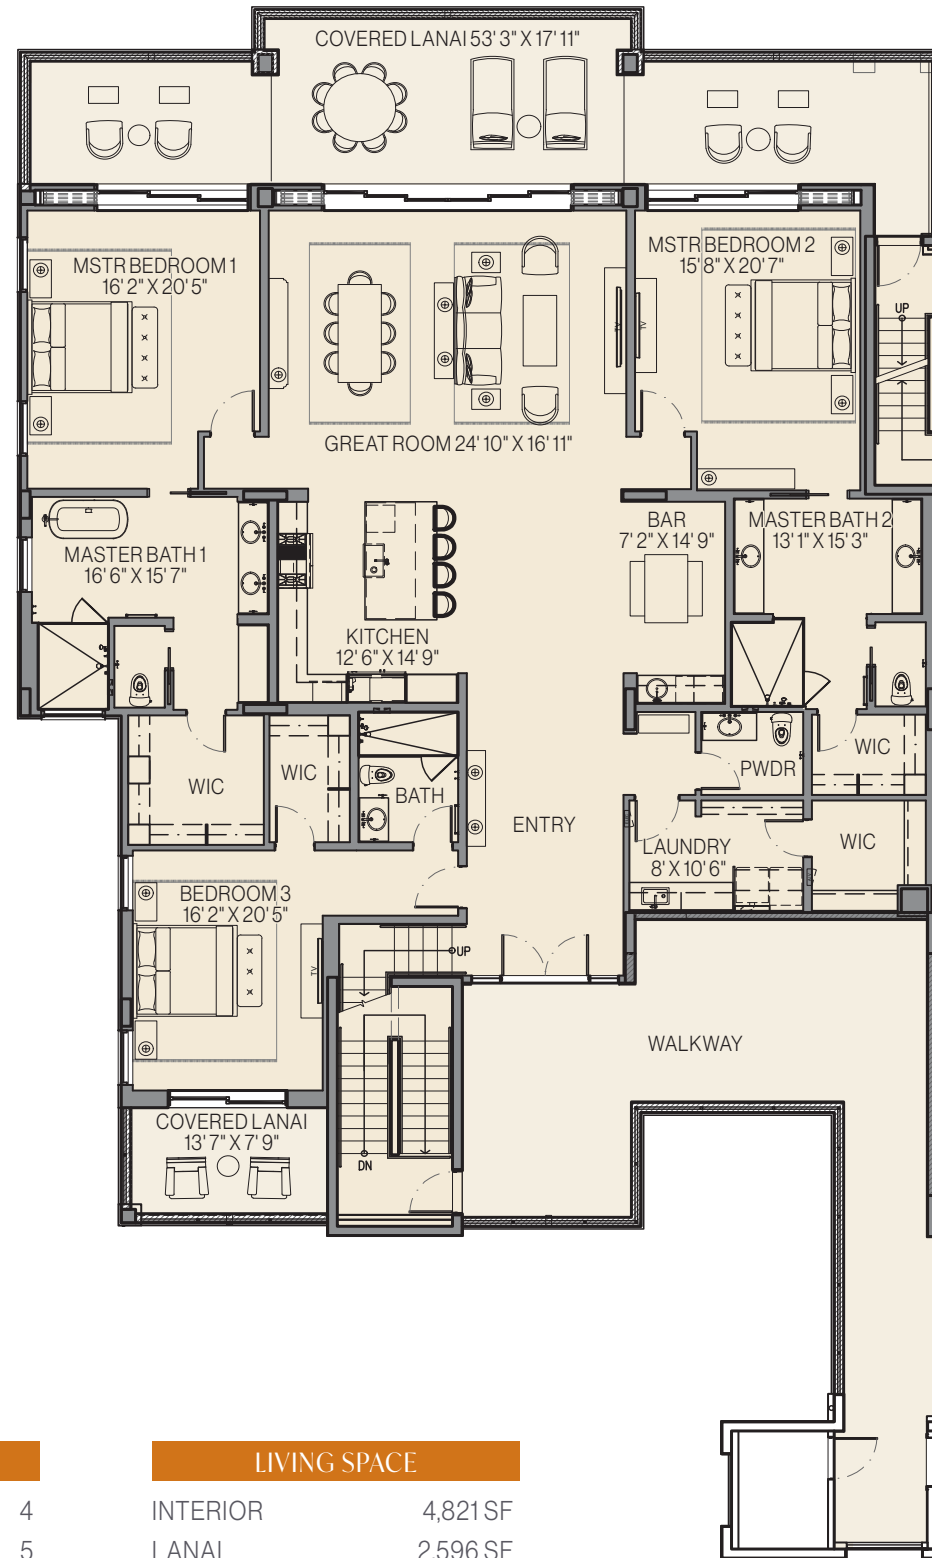 COVERED LANAI 53' 3" X 17' 11"
MSTR BEDROOM 1
16' 2" X 20' 5"
MSTR BEDROOM 2
15' 8" X 20' 7"
UP
TV
TV
GREAT ROOM 24' 10" X 16' 11"
BAR
7' 2" X 14' 9"
MASTER BATH 2
13' 1" X 15' 3"
MASTER BATH 1
16' 6" X 15' 7"
KITCHEN
12' 6" X 14' 9"
WIC
WIC
BATH
ENTRY
PWDR
WIC
LAUNDRY
8' X 10' 6"
WIC
BEDROOM 3
16' 2" X 20' 5"
TV
UP
WALKWAY
COVERED LANAI
13' 7" X 7' 9"
DN
LIVING SPACE
4
INTERIOR 4,821 SF
5
LANAI 2,596 SF